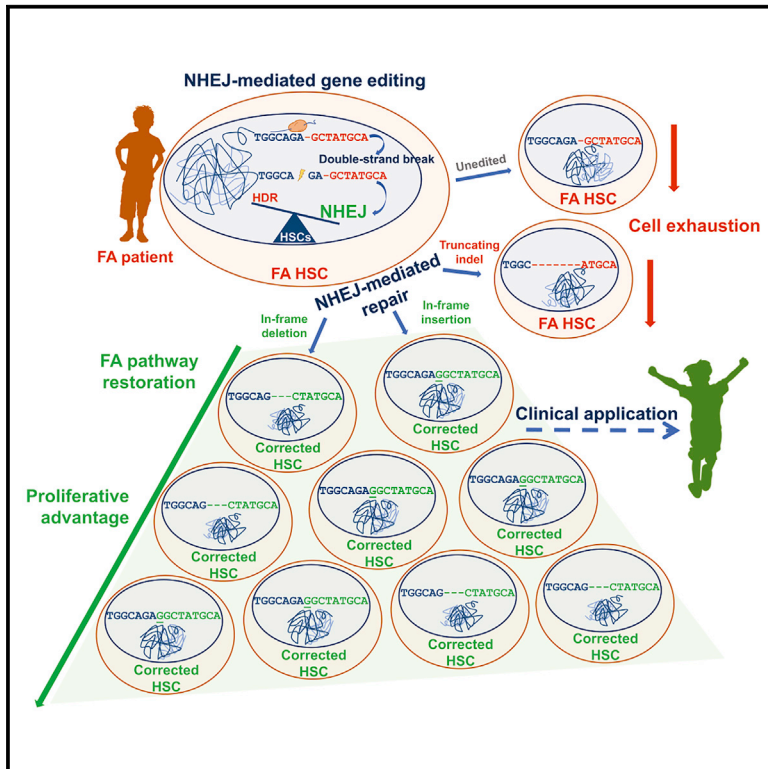 NHEJ-mediated gene editing
TGGCAGA-GCTATGCA
Double-strand break
TGGCA GA-GCTATGCA
HDR
NHEJ
HSCs
FA HSC
FA patient
Unedited
TGGCAGA-GCTATGCA
FA HSC
Cell exhaustion
Truncating
indel
TGGC-------ATGCA
FA HSC
NHEJ-mediated
repair
In-frame
deletion
In-frame
insertion
FA pathway
restoration
TGGCAG---CTATGCA
Corrected
HSC
TGGCAGAGGCTATGCA
Corrected
HSC
Clinical application
Proliferative
advantage
TGGCAG---CTATGCA
Corrected
HSC
TGGCAGAGGCTATGCA
Corrected
HSC
TGGCAGAGGCTATGCA
Corrected
HSC
TGGCAGAGGCTATGCA
Corrected
HSC
TGGCAGAGGCTATGCA
Corrected
HSC
TGGCAG---CTATGCA
Corrected
HSC
TGGCAG---CTATGCA
Corrected
HSC